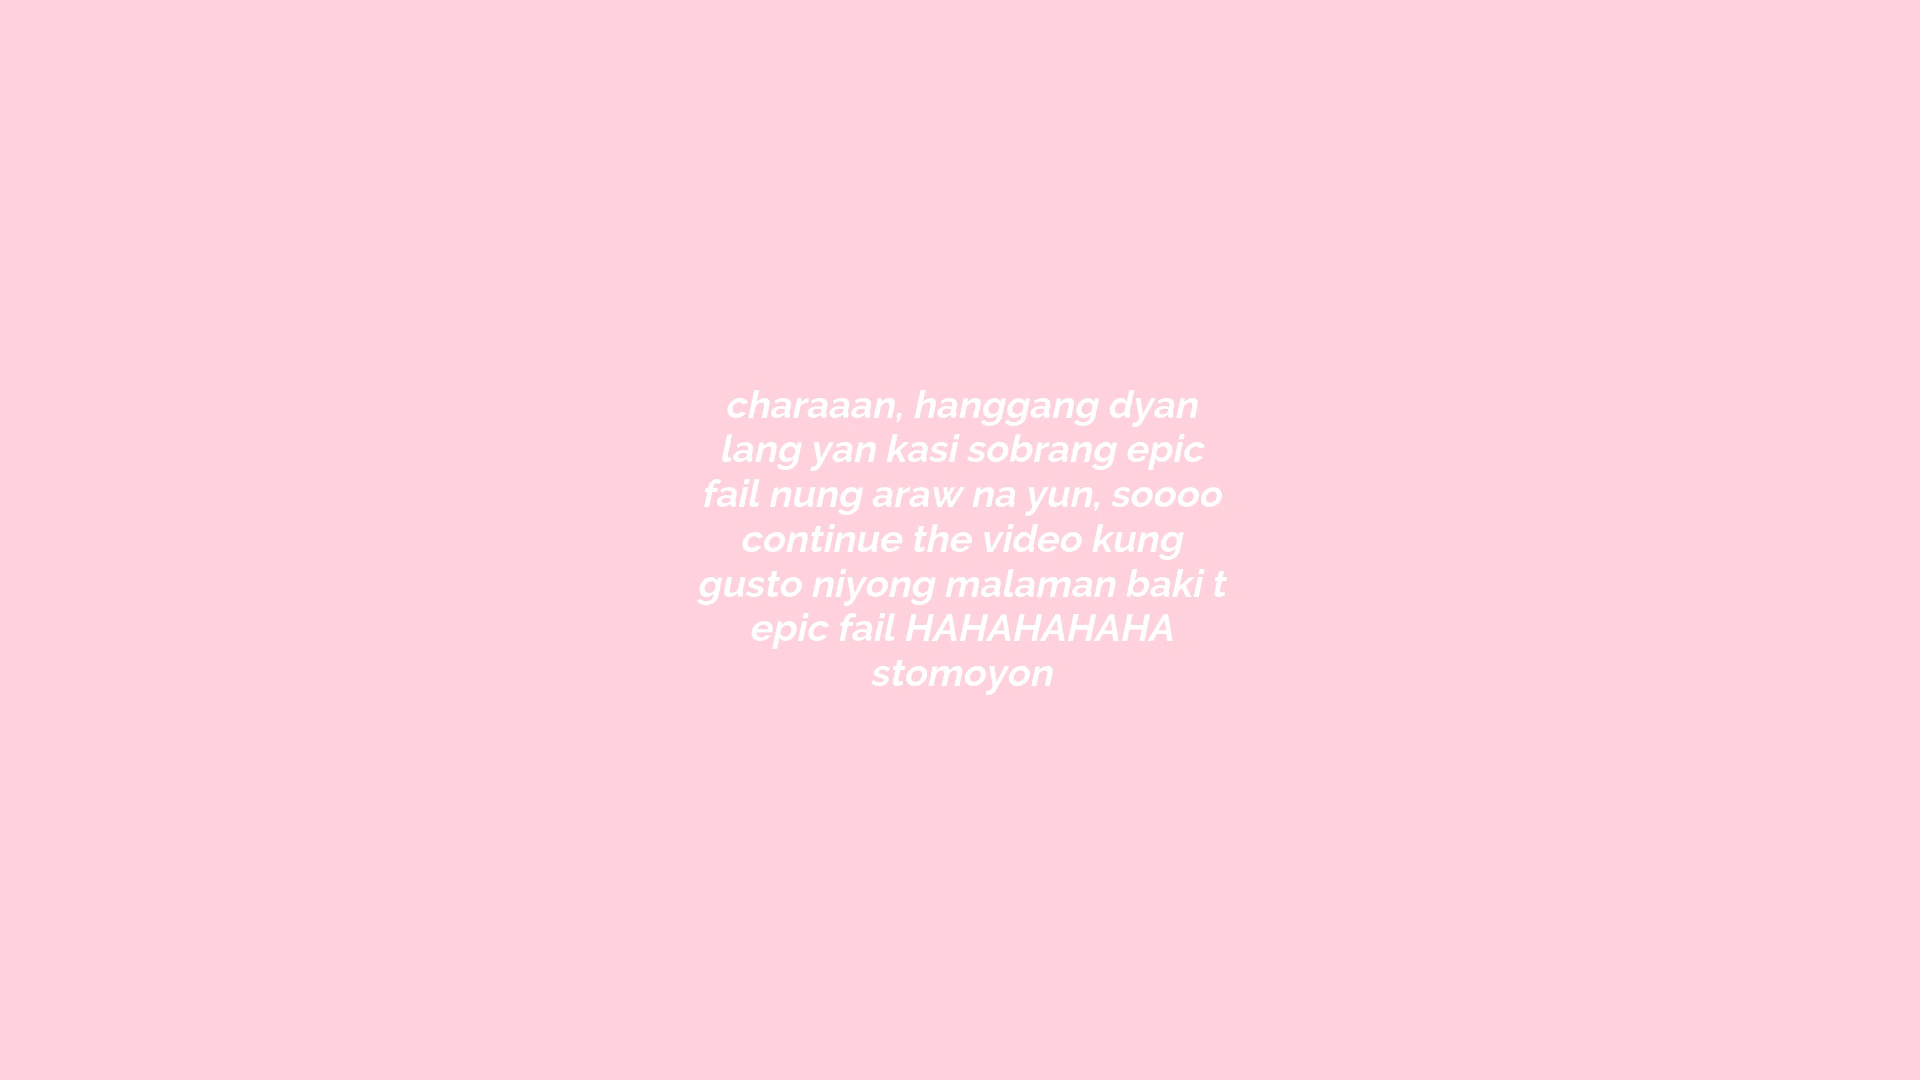 charaaan, hanggang dyan
lang yan kasi sobrang epic
fail nung araw na yun, soooo
continue the video kung
gusto niyong malaman baki t
epic fail HAHAHAHAHA
stomoyon